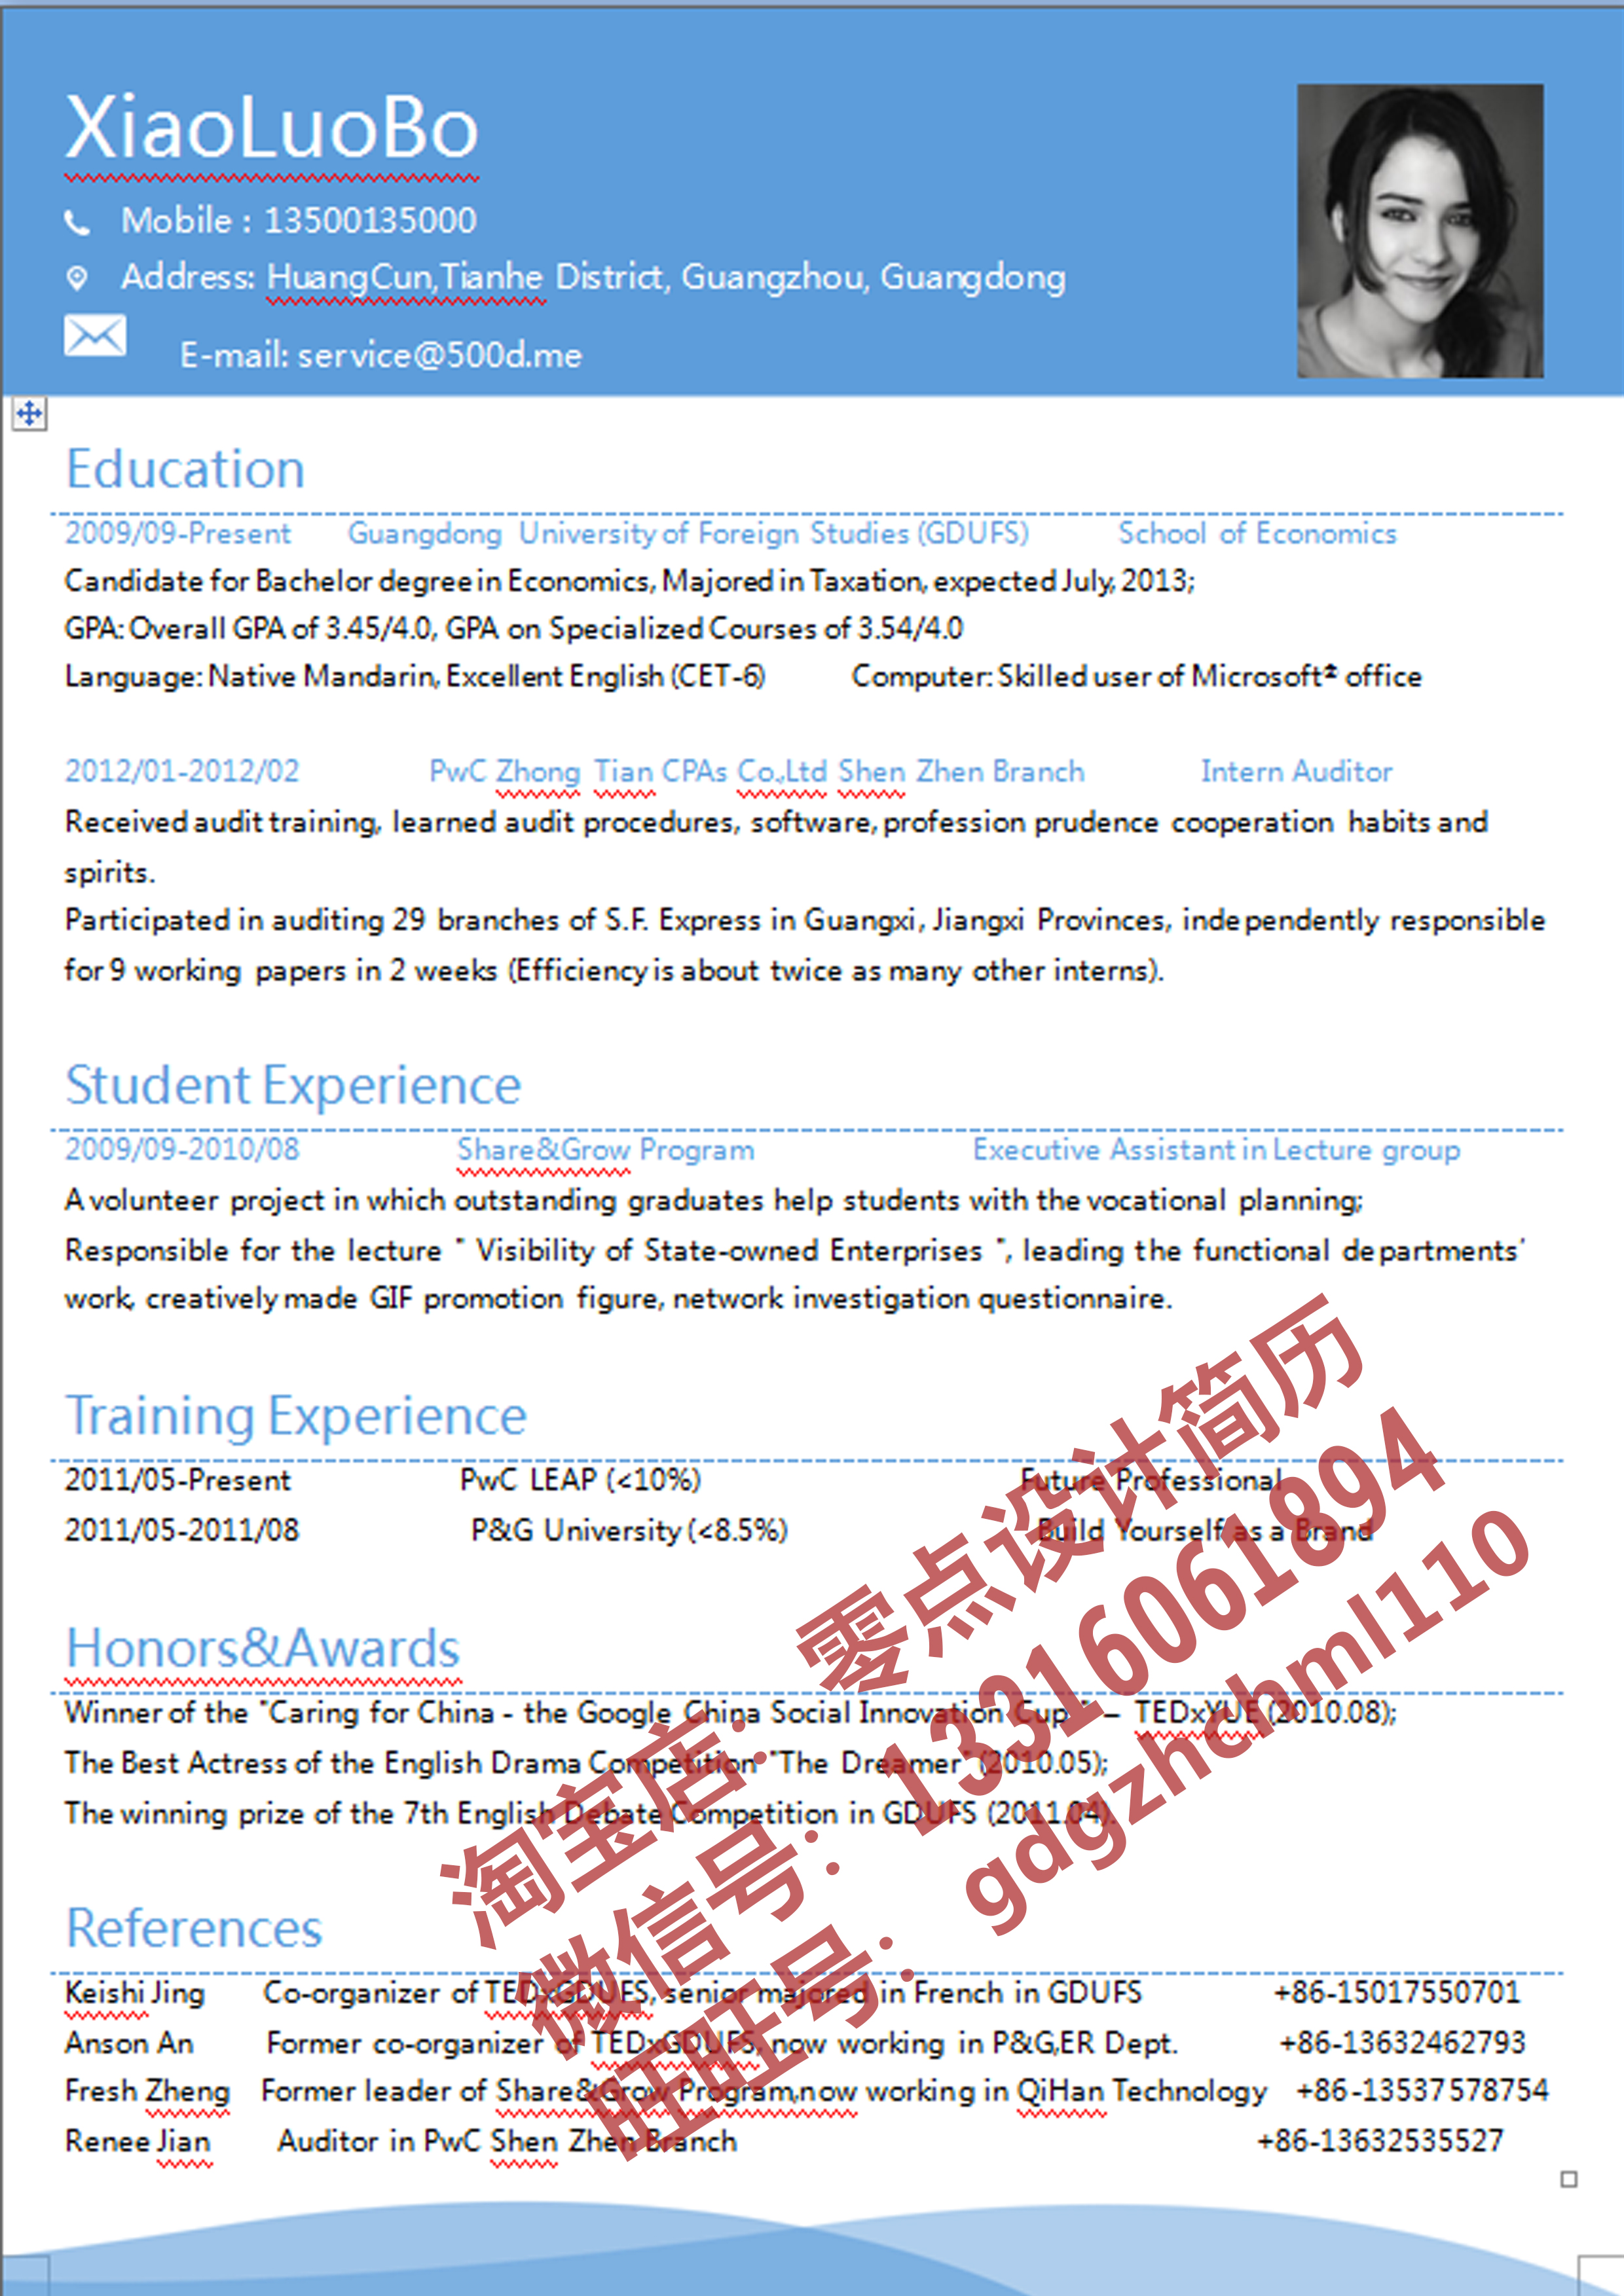 XiaoLuoBo
Mobile : 13500135000
Address: HuangCun,Tianhe District, Guangzhou, Guangdong
E-mail: service@500d.me
Education
2009/09-Present Guangdong University of Foreign Studies (GDUFS) School of Economics
Candidate for Bachelor degree in Economics, Majored in Taxation, expected July, 2013;
GPA: Overall GPA of 3.45/4.0, GPA on Specialized Courses of 3.54/4.0
Language: Native Mandarin, Excellent English (CET-6) Computer: Skilled user of Microsoft® office
2012/01-2012/02 PwC Zhong Tian CPAs Co.,Ltd Shen Zhen Branch Intern Auditor
Received audit training, learned audit procedures, software, profession prudence cooperation habits and
spirits.
Participated in auditing 29 branches of S.F. Express in Guangxi, Jiangxi Provinces, independently responsible
for 9 working papers in 2 weeks (Efficiency is about twice as many other interns).
Student Experience
2009/09-2010/08 Share&Grow Program Executive Assistant in Lecture group
A volunteer project in which outstanding graduates help students with the vocational planning;
Responsible for the lecture " Visibility of State-owned Enterprises ", leading the functional departments'
work, creatively made GIF promotion figure, network investigation questionnaire.
Training Experience
2011/05-Present PwC LEAP (<10%) Future Professional
2011/05-2011/08 P&G University (<8.5%) Build Yourself as a Brand
Honors&Awards
Winner of the "Caring for China - the Google China Social Innovation Cup" – TEDxYUE (2010.08);
The Best Actress of the English Drama Competition "The Dreamer" (2010.05);
The winning prize of the 7th English Debate Competition in GDUFS (2011.04).
References
Keishi Jing Co-organizer of TEDxGDUFS, senior majored in French in GDUFS +86-15017550701
Anson An Former co-organizer of TEDxGDUFS, now working in P&G,ER Dept. +86-13632462793
Fresh Zheng Former leader of Share&Grow Program,now working in QiHan Technology +86-13537578754
Renee Jian Auditor in PwC Shen Zhen Branch +86-13632535527
淘宝店：零点设计简历
微信号：13316061894
旺旺号：gdgzhchml110